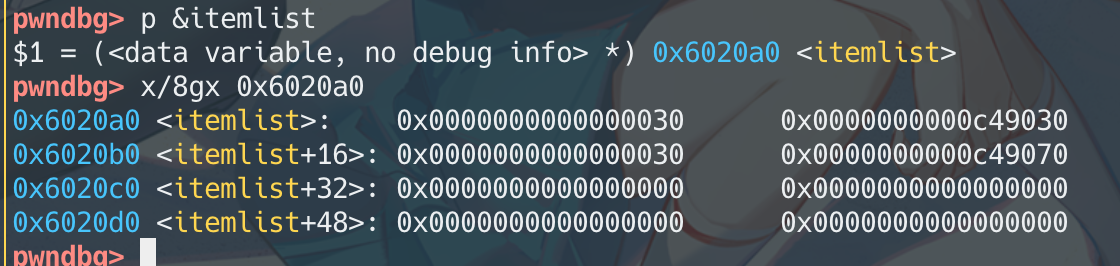 pwndbg> p &itemlist
$1 = (<data variable, no debug info> *) 0x6020a0 <itemlist>
pwndbg> x/8gx 0x6020a0
0x6020a0 <itemlist>: 0x0000000000000030 0x0000000000c49030
0x6020b0 <itemlist+16>: 0x0000000000000030 0x0000000000c49070
0x6020c0 <itemlist+32>: 0x0000000000000000 0x0000000000000000
0x6020d0 <itemlist+48>: 0x0000000000000000 0x0000000000000000
pwndbg>